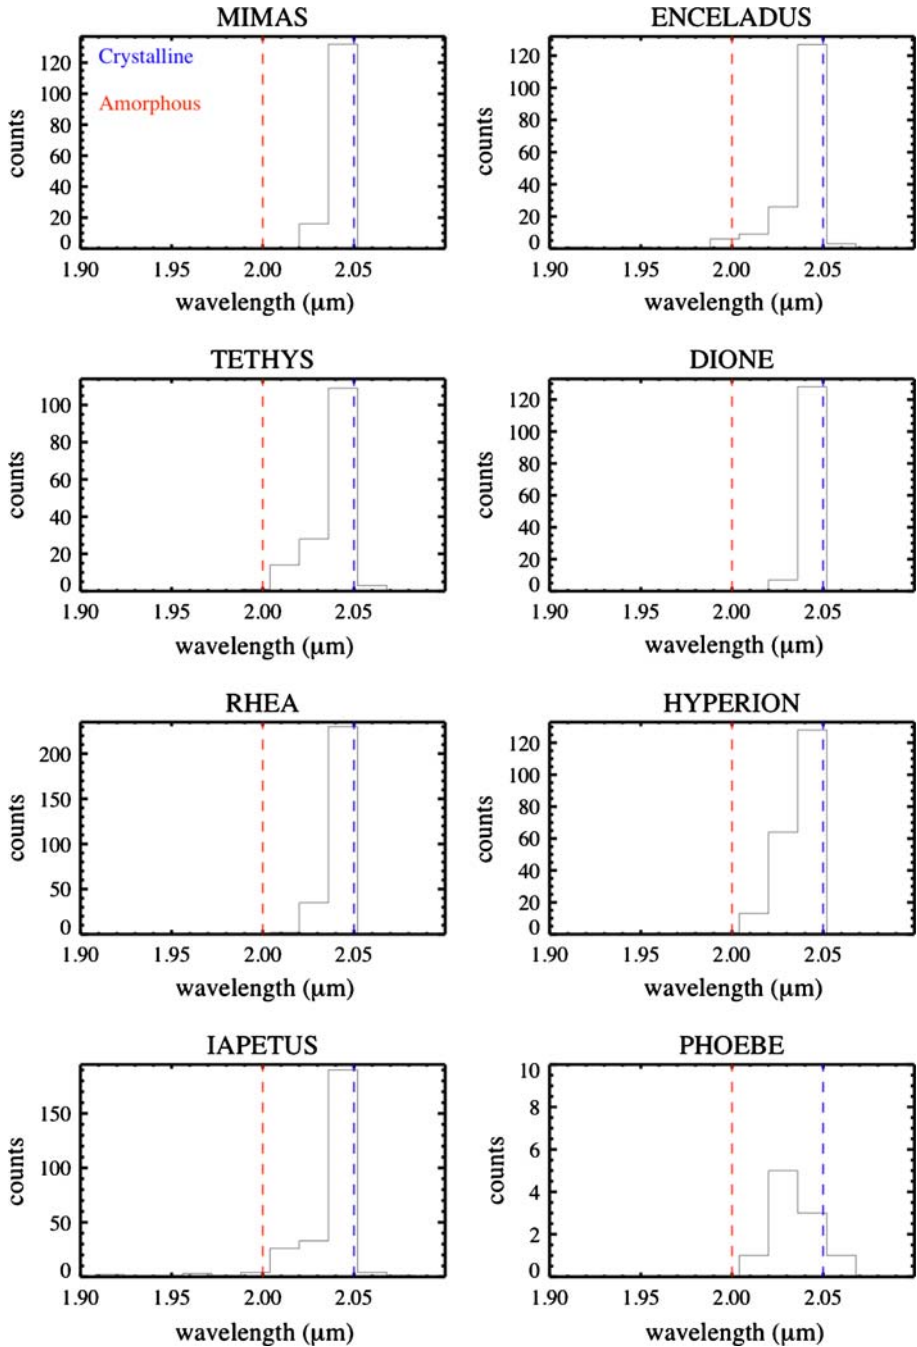 MIMAS
Crystalline
Amorphous
counts
120
100
80
60
40
20
0
1.90 1.95 2.00 2.05
wavelength (μm)
ENCELADUS
counts
120
100
80
60
40
20
0
1.90 1.95 2.00 2.05
wavelength (μm)
TETHYS
counts
100
80
60
40
20
0
1.90 1.95 2.00 2.05
wavelength (μm)
DIONE
counts
120
100
80
60
40
20
0
1.90 1.95 2.00 2.05
wavelength (μm)
RHEA
counts
200
150
100
50
0
1.90 1.95 2.00 2.05
wavelength (μm)
HYPERION
counts
120
100
80
60
40
20
0
1.90 1.95 2.00 2.05
wavelength (μm)
IAPETUS
counts
150
100
50
0
1.90 1.95 2.00 2.05
wavelength (μm)
PHOEBE
counts
10
8
6
4
2
0
1.90 1.95 2.00 2.05
wavelength (μm)